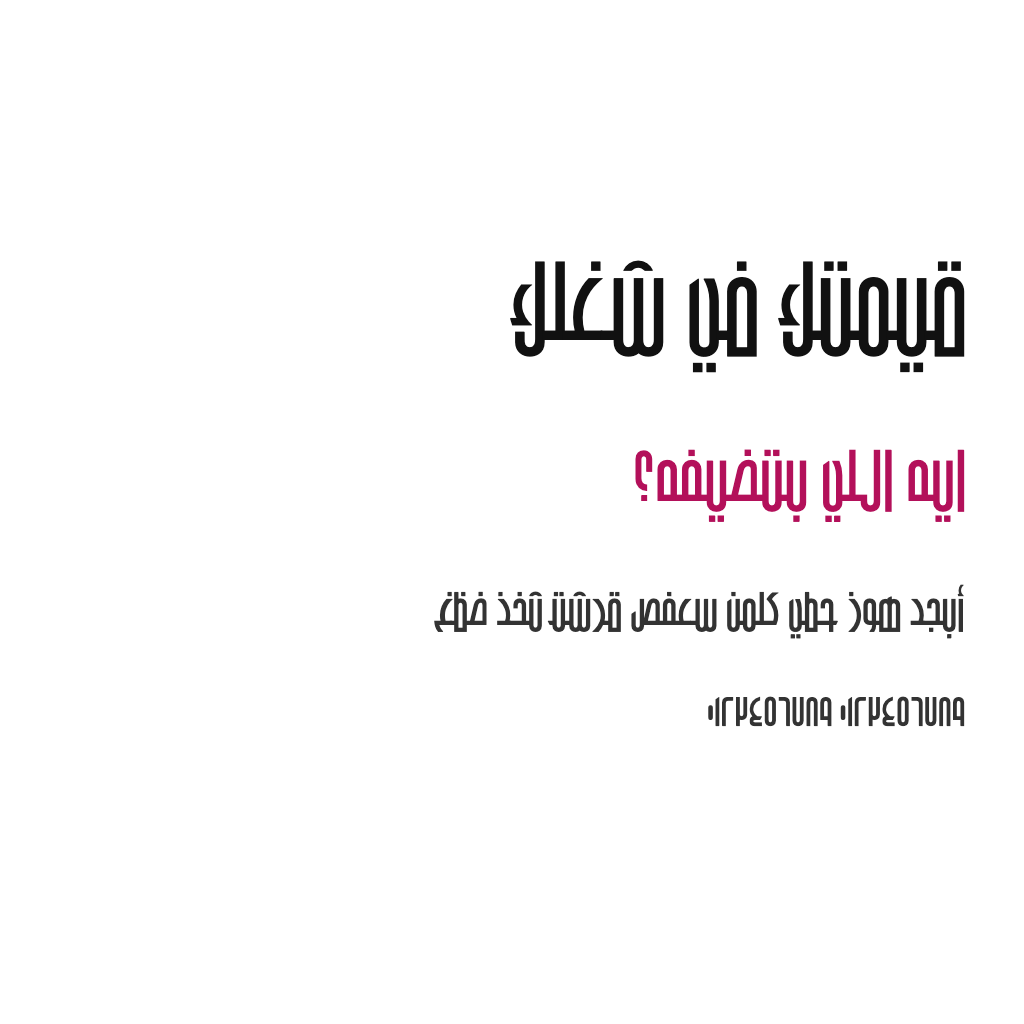 قيمتك في شغلك
ايه اللي بتضيفه؟
أبجد هوز حطي كلمن سعفص قرشت ثخذ ضظغ
٠١٢٣٤٥٦٧٨٩ ٠١٢٣٤٥٦٧٨٩